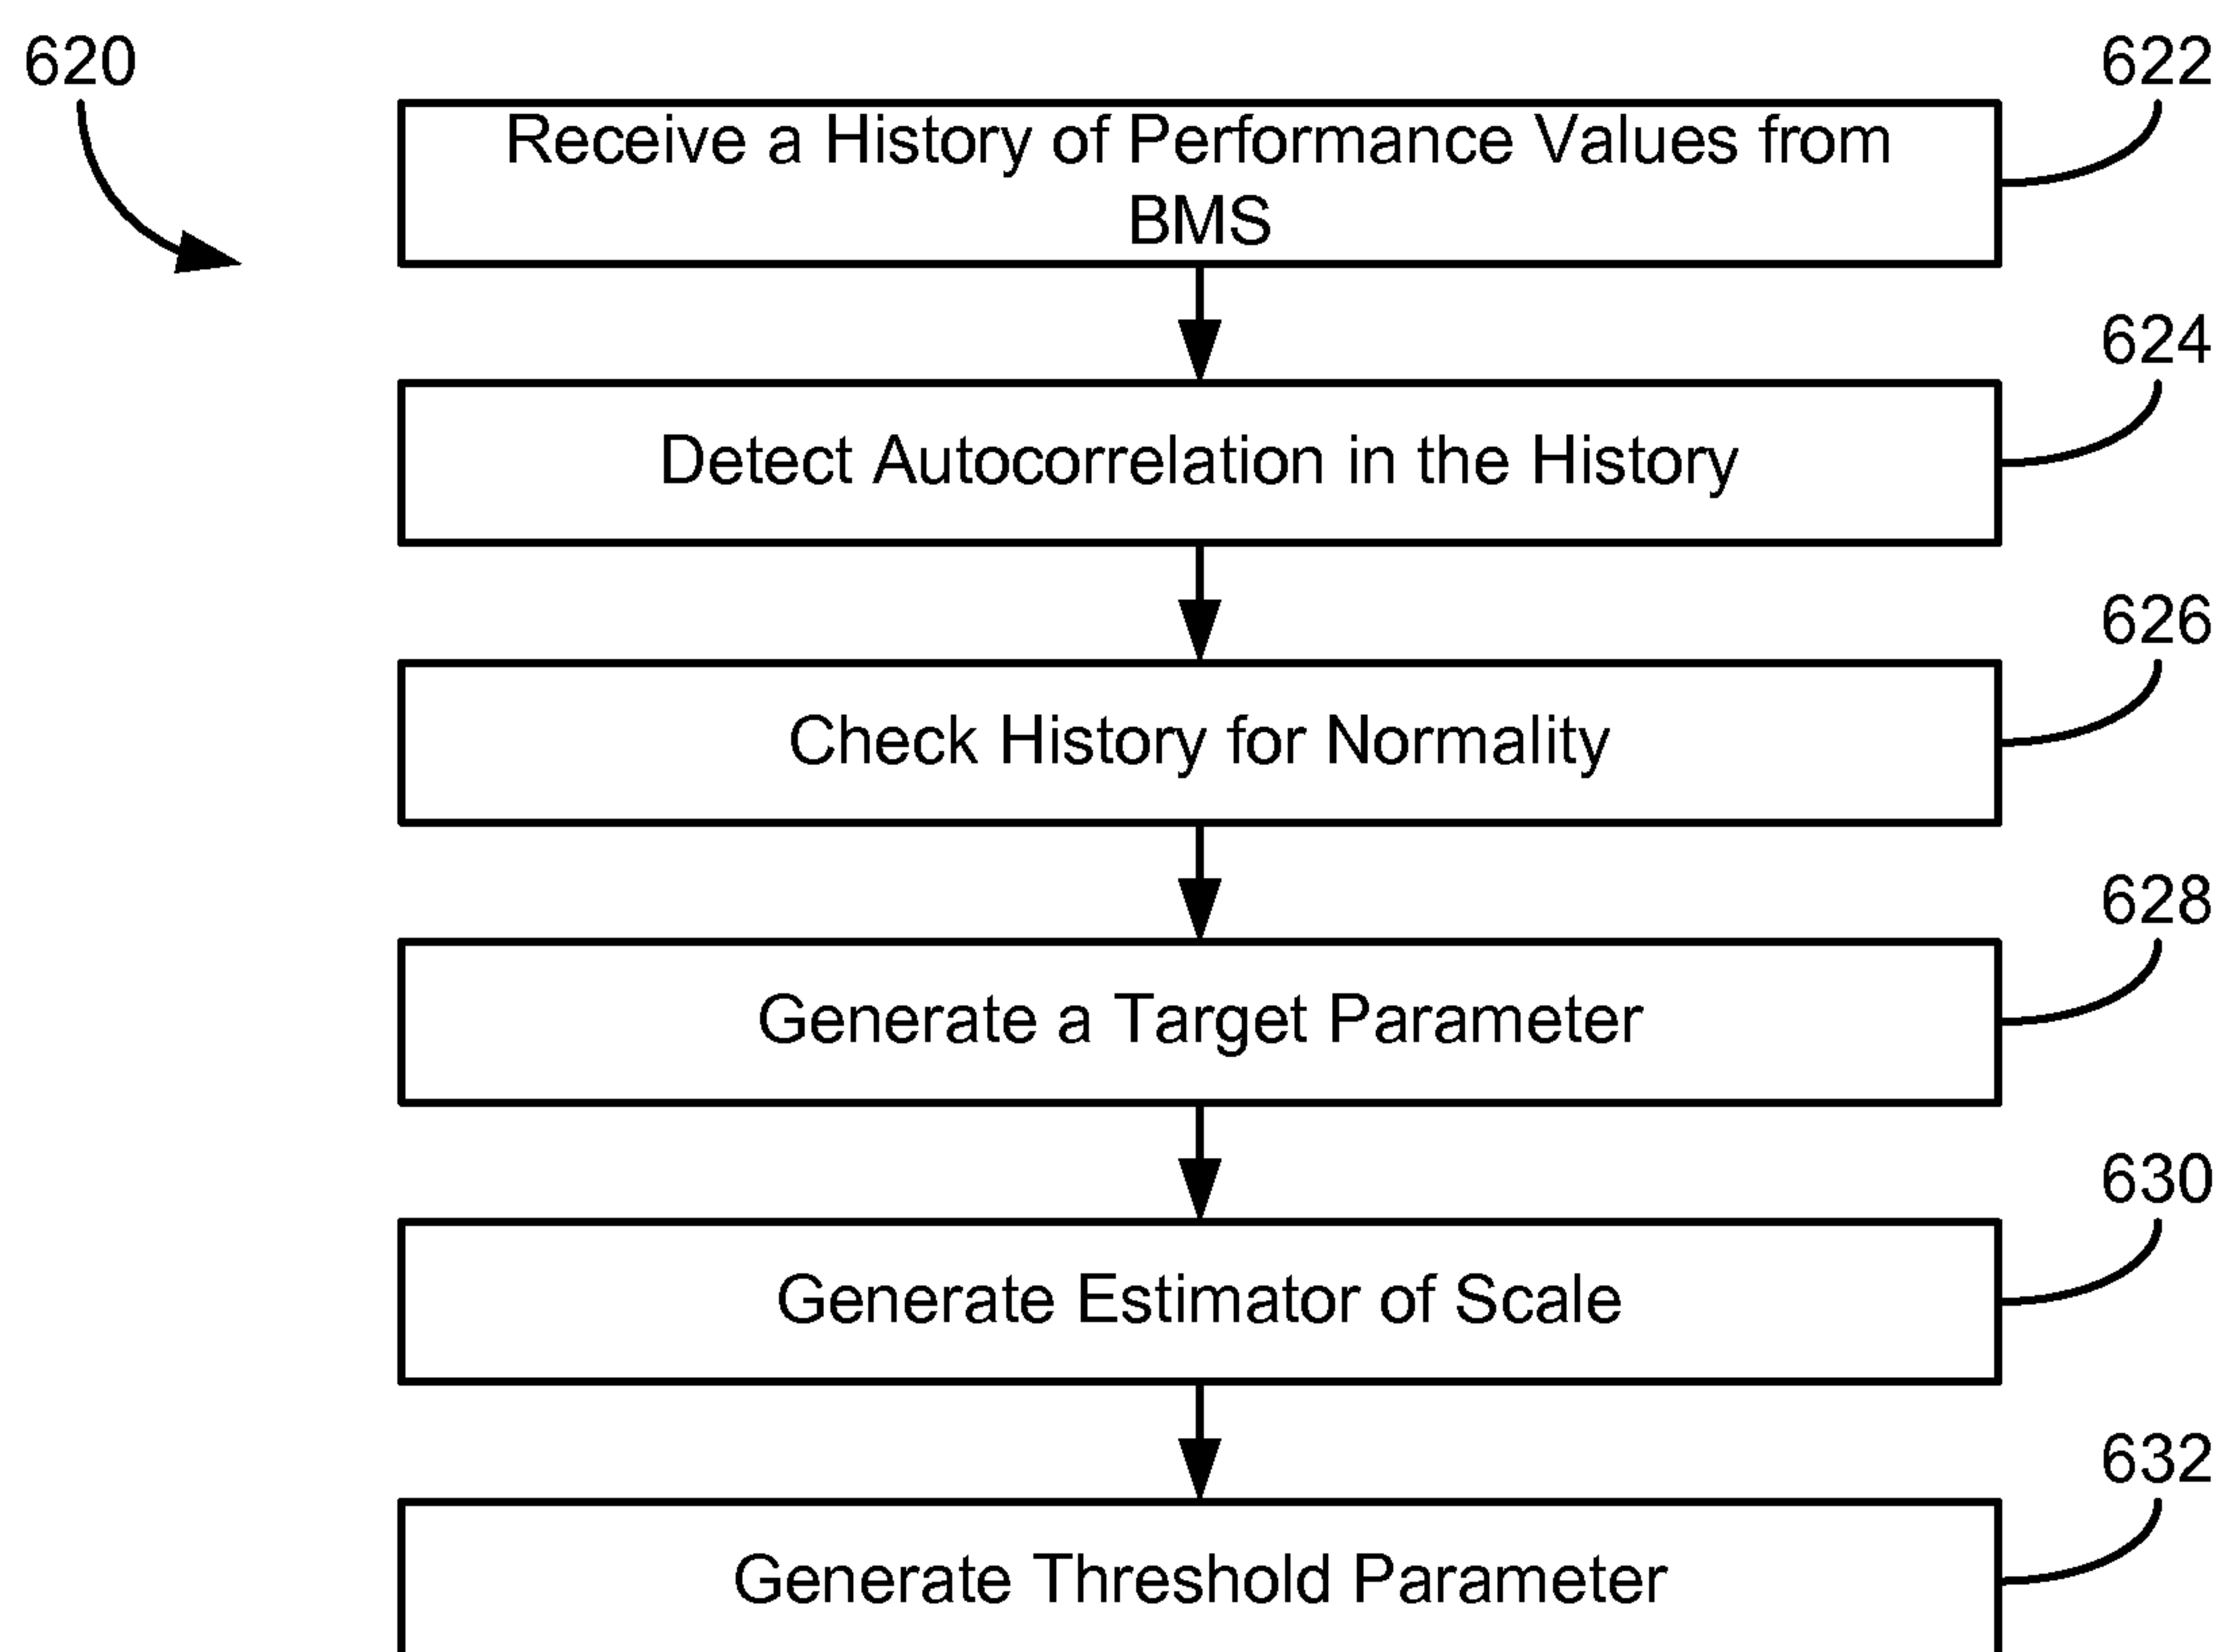 620
622
Receive a History of Performance Values from
BMS
624
Detect Autocorrelation in the History
626
Check History for Normality
628
Generate a Target Parameter
630
Generate Estimator of Scale
632
Generate Threshold Parameter